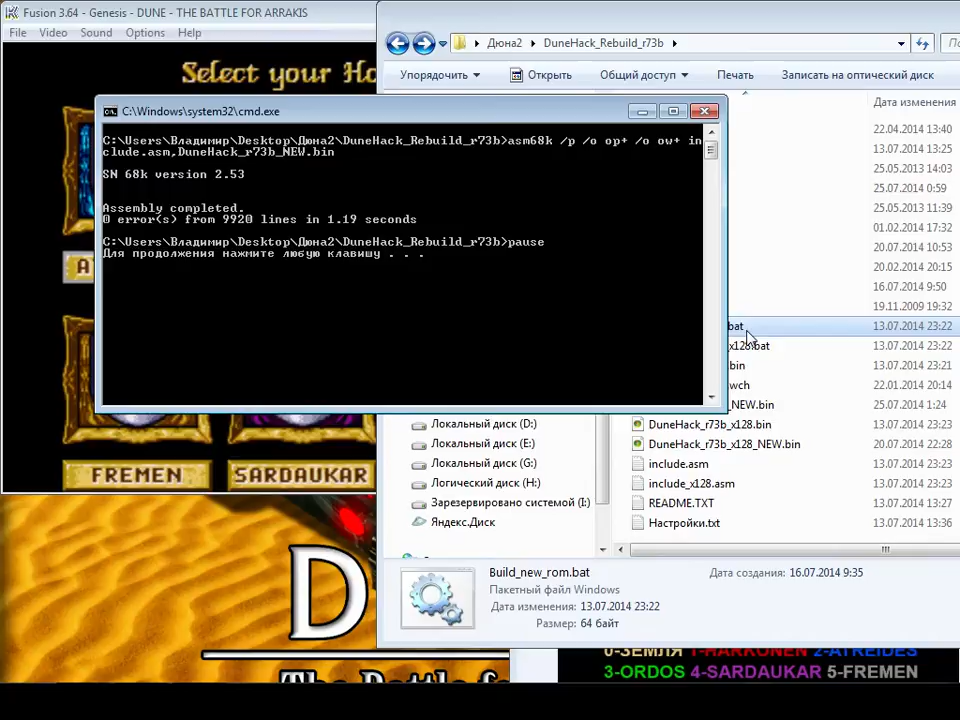 Fusion 3.64 - Genesis - DUNE - THE BATTLE FOR ARRAKIS
File Video Sound Options Help
Select your Ho
Дюна2 DuneHack_Rebuild_r73b
Упорядочить Открыть Общий доступ Печать Записать на оптический диск
C:\Windows\system32\cmd.exe
C:\Users\Владимир\Desktop\Дюна2\DuneHack_Rebuild_r73b>asm68k /p /o op+ /o ow+ in
clude.asm,DuneHack_r73b_NEW.bin
SN 68k version 2.53
Assembly completed.
0 error(s) from 9920 lines in 1.19 seconds
C:\Users\Владимир\Desktop\Дюна2\DuneHack_Rebuild_r73b>pause
Для продолжения нажмите любую клавишу . . .
Дата изменения
22.04.2014 13:40
13.07.2014 13:25
25.05.2013 14:53
25.07.2014 0:59
25.05.2013 11:39
01.02.2014 17:32
20.07.2014 10:53
20.02.2014 20:15
16.07.2014 9:50
19.11.2009 19:32
bat 13.07.2014 23:22
_x128.bat 13.07.2014 23:22
bin 13.07.2014 23:21
wch 22.01.2014 20:14
_NEW.bin 25.07.2014 1:24
Локальный диск (D:) DuneHack_r73b_x128.bin 13.07.2014 23:23
Локальный диск (E:) DuneHack_r73b_x128_NEW.bin 20.07.2014 22:28
Локальный диск (G:) include.asm 13.07.2014 23:23
Логический диск (H:) include_x128.asm 13.07.2014 23:23
Зарезервировано системой (I:) README.TXT 13.07.2014 13:27
Яндекс.Диск Настройки.txt 13.07.2014 13:36
FREMEN SARDAUKAR
Build_new_rom.bat Дата создания: 16.07.2014 9:35
Пакетный файл Windows
Дата изменения: 13.07.2014 23:22
Размер: 64 байт
D
The Battle fo
0-ЗЕМЛЯ 1-HARKONEN 2-ATREIDES
3-ORDOS 4-SARDAUKAR 5-FREMEN